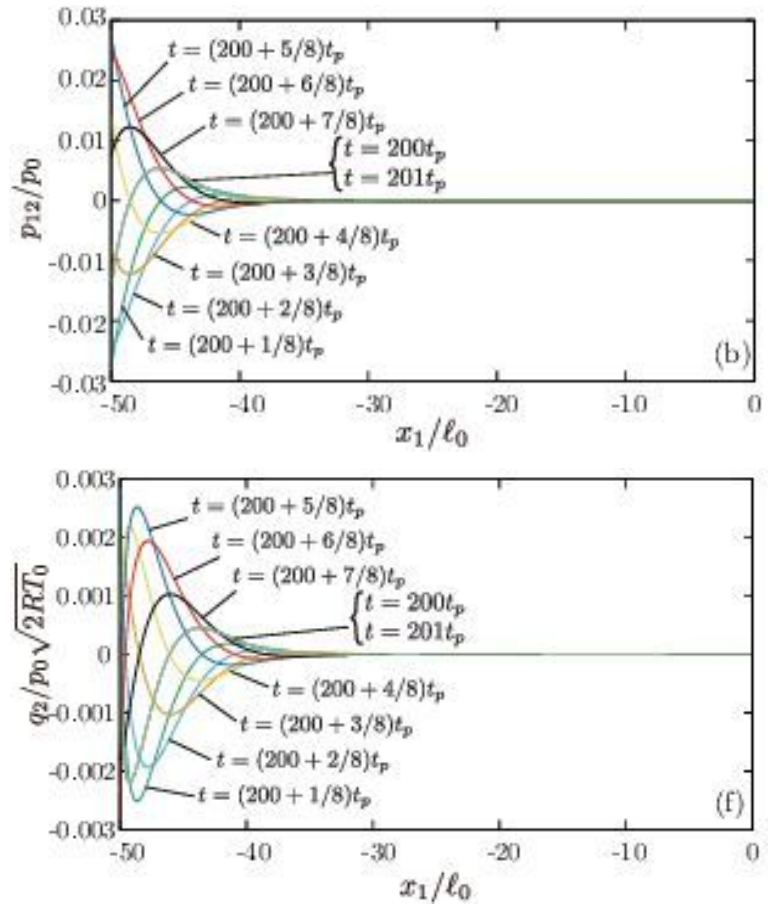 0.03
0.02
0.01
0
-0.01
-0.02
-0.03
p₁₂/p₀
t = (200 + 5/8)tₚ
t = (200 + 6/8)tₚ
t = (200 + 7/8)tₚ
t = 200tₚ
t = 201tₚ
t = (200 + 4/8)tₚ
t = (200 + 3/8)tₚ
t = (200 + 2/8)tₚ
t = (200 + 1/8)tₚ
(b)
-50 -40 -30 -20 -10 0
x₁/ℓ₀
0.003
0.002
0.001
0
-0.001
-0.002
-0.003
q₂/p₀√2RT₀
t = (200 + 5/8)tₚ
t = (200 + 6/8)tₚ
t = (200 + 7/8)tₚ
t = 200tₚ
t = 201tₚ
t = (200 + 4/8)tₚ
t = (200 + 3/8)tₚ
t = (200 + 2/8)tₚ
t = (200 + 1/8)tₚ
(f)
-50 -40 -30 -20 -10 0
x₁/ℓ₀